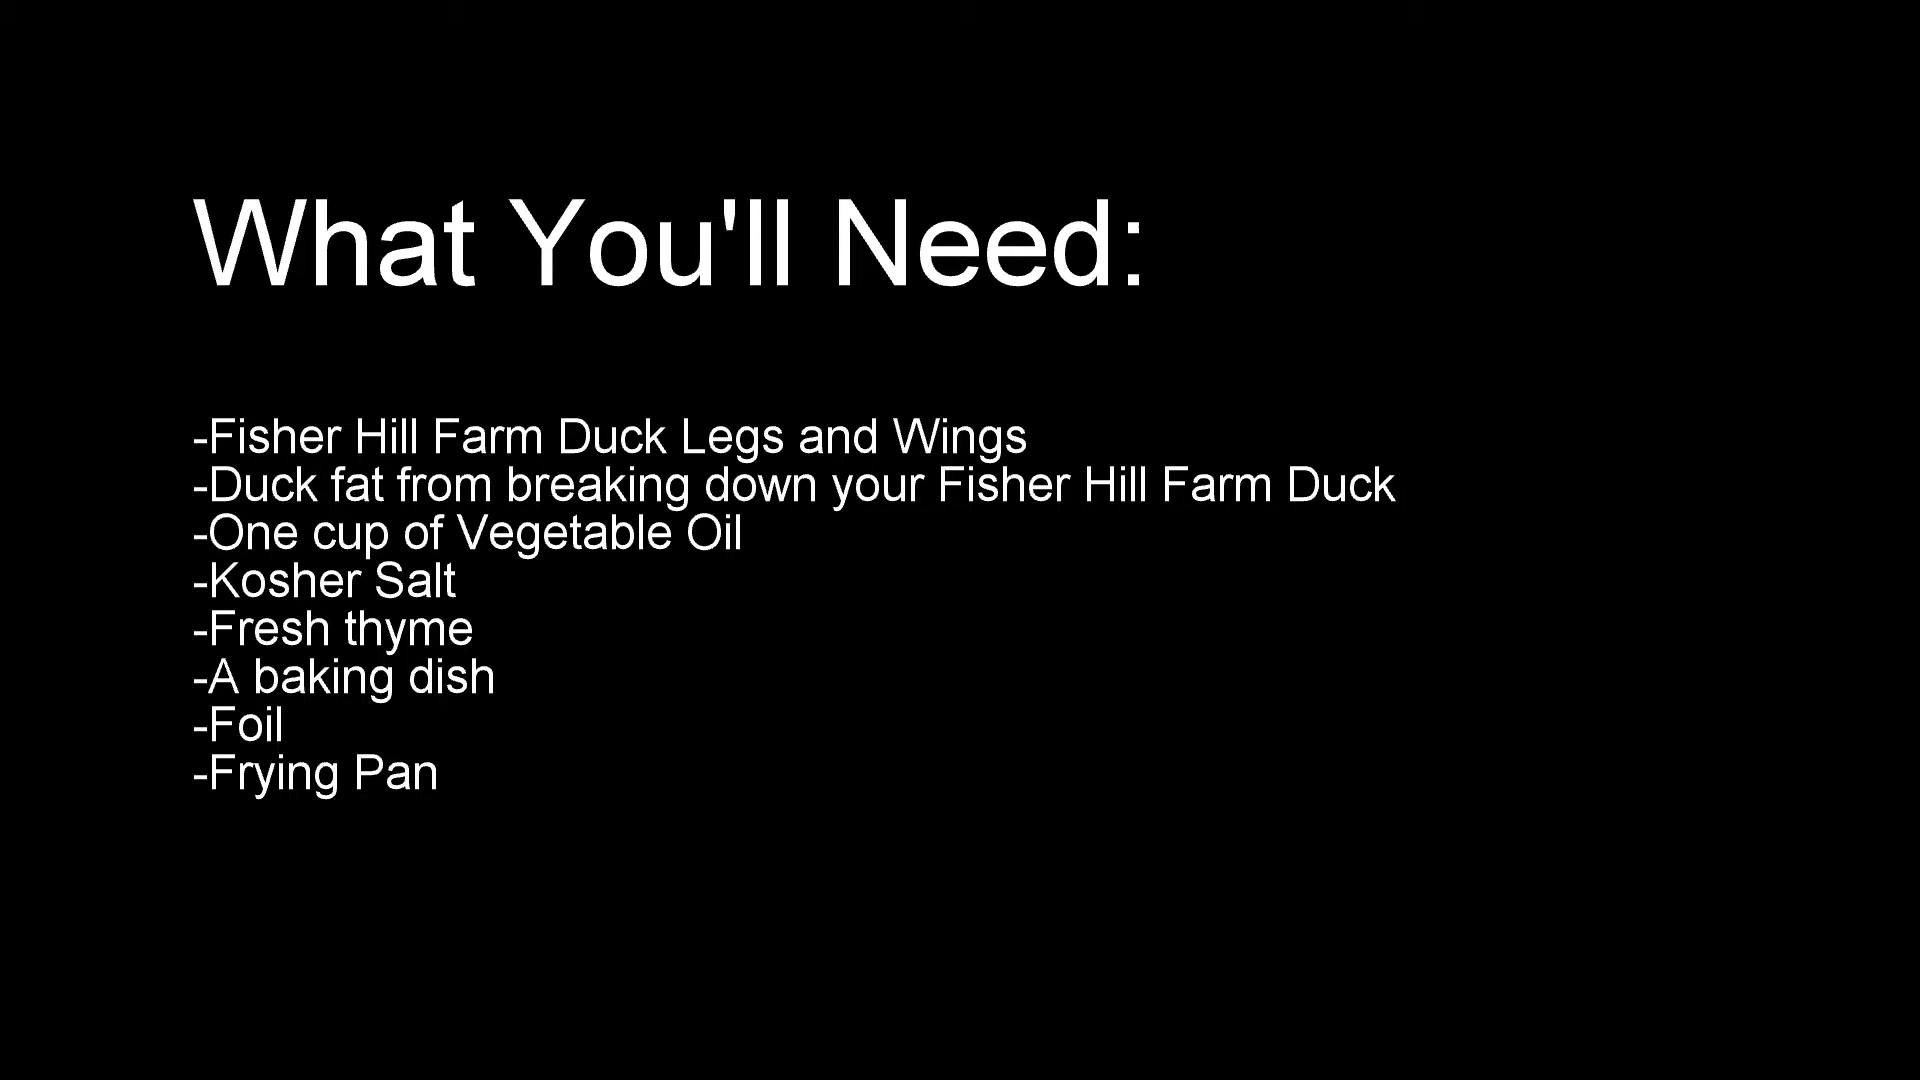 What You'll Need:
-Fisher Hill Farm Duck Legs and Wings
-Duck fat from breaking down your Fisher Hill Farm Duck
-One cup of Vegetable Oil
-Kosher Salt
-Fresh thyme
-A baking dish
-Foil
-Frying Pan